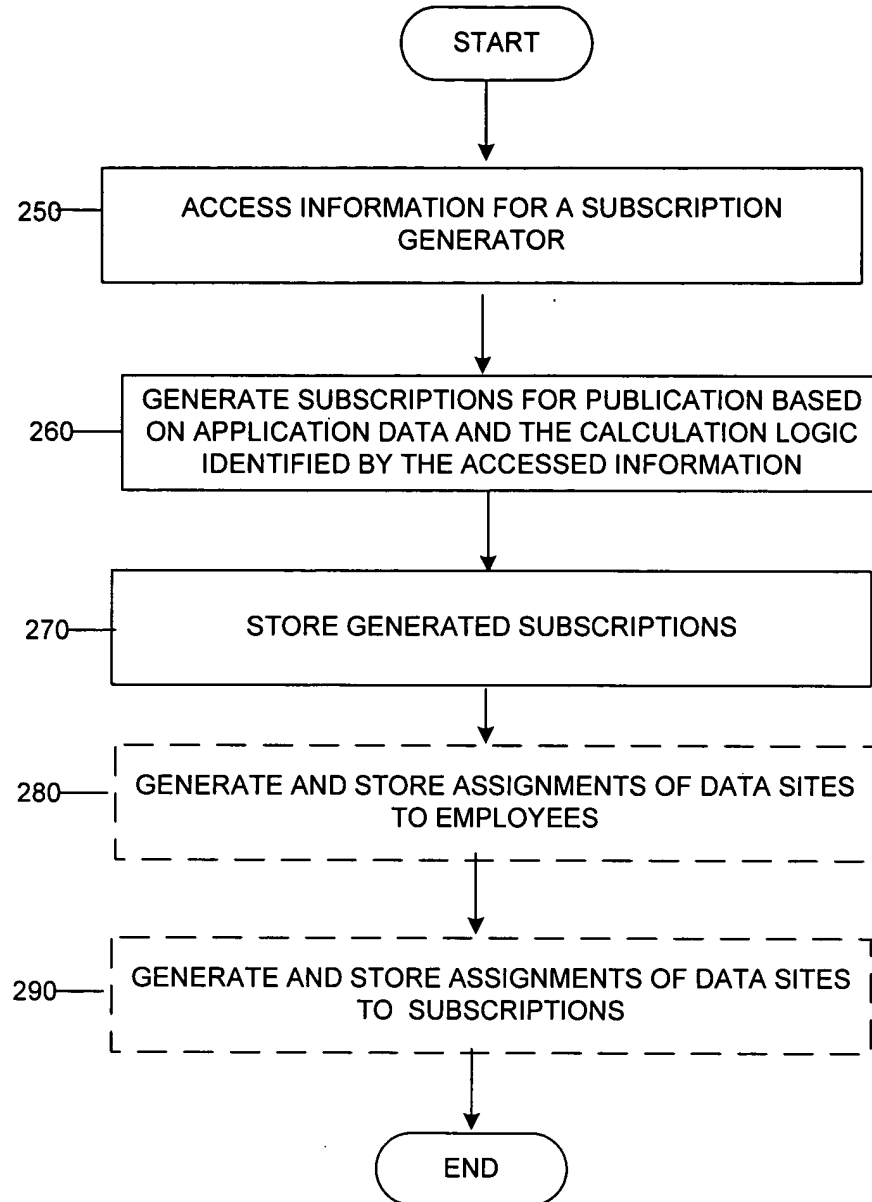 START
250
ACCESS INFORMATION FOR A SUBSCRIPTION
GENERATOR
260
GENERATE SUBSCRIPTIONS FOR PUBLICATION BASED
ON APPLICATION DATA AND THE CALCULATION LOGIC
IDENTIFIED BY THE ACCESSED INFORMATION
270
STORE GENERATED SUBSCRIPTIONS
280
GENERATE AND STORE ASSIGNMENTS OF DATA SITES
TO EMPLOYEES
290
GENERATE AND STORE ASSIGNMENTS OF DATA SITES
TO SUBSCRIPTIONS
END